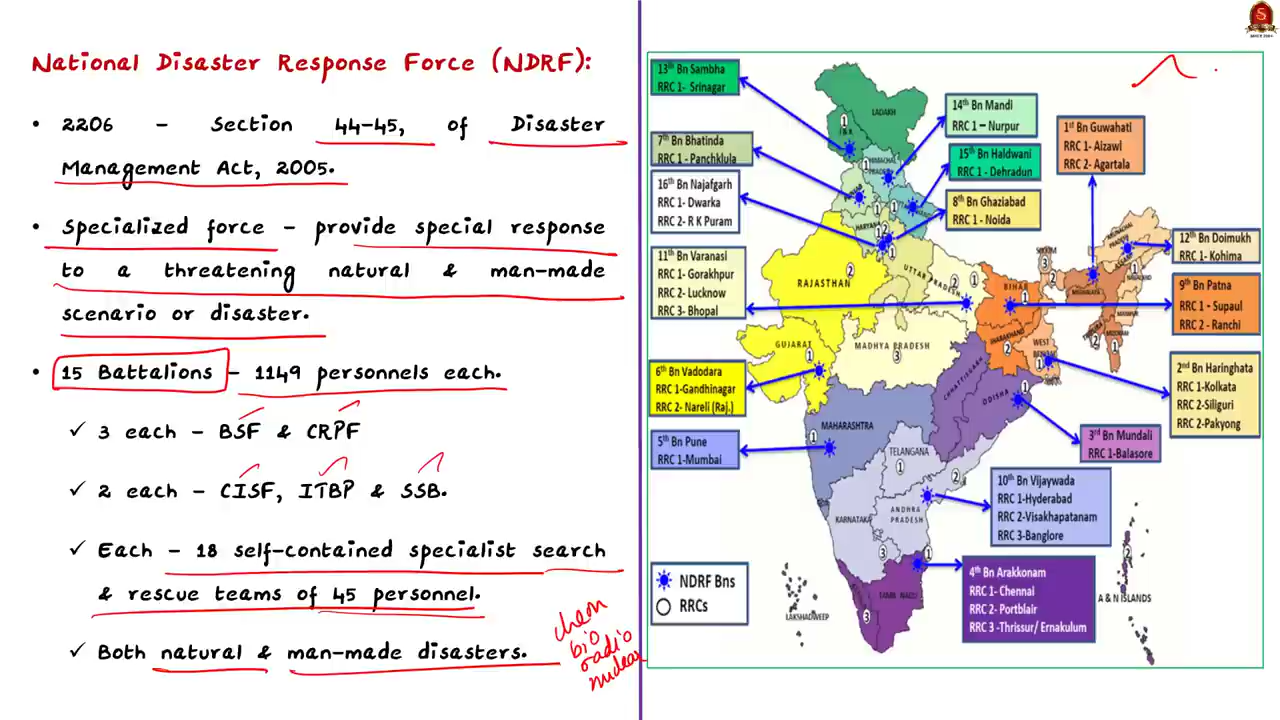 National Disaster Response Force (NDRF):
• 2206 - Section 44-45, of Disaster
Management Act, 2005.
• Specialized force - provide special response
to a threatening natural & man-made
scenario or disaster.
• 15 Battalions - 1149 personnels each.
✓ 3 each - BSF & CRPF
✓ 2 each - CISF, ITBP & SSB.
✓ Each - 18 self-contained specialist search
& rescue teams of 45 personnel.
✓ Both natural & man-made disasters.
chem
bio
radio
nuclear
13th Bn Sambha
RRC 1- Srinagar
7th Bn Bhatinda
RRC 1 - Panchklula
16th Bn Najafgarh
RRC 1- Dwarka
RRC 2- R K Puram
11th Bn Varanasi
RRC 1- Gorakhpur
RRC 2- Lucknow
RRC 3- Bhopal
6th Bn Vadodara
RRC 1-Gandhinagar
RRC 2- Nareli (Raj.)
5th Bn Pune
RRC 1-Mumbai
14th Bn Mandi
RRC 1 – Nurpur
15th Bn Haldwani
RRC 1 - Dehradun
8th Bn Ghaziabad
RRC 1 - Noida
1st Bn Guwahati
RRC 1- Aizawl
RRC 2- Agartala
12th Bn Doimukh
RRC 1- Kohima
9th Bn Patna
RRC 1 - Supaul
RRC 2 - Ranchi
2nd Bn Haringhata
RRC 1-Kolkata
RRC 2-Siliguri
RRC 2-Pakyong
3rd Bn Mundali
RRC 1-Balasore
10th Bn Vijaywada
RRC 1-Hyderabad
RRC 2-Visakhapatanam
RRC 3-Banglore
4th Bn Arakkonam
RRC 1- Chennai
RRC 2- Portblair
RRC 3 -Thrissur/ Ernakulum
LADAKH
J & K
PUNJAB
HARYANA
RAJASTHAN
UTTAR PRADESH
SIKKIM
BIHAR
JHARKHAND
WEST
GUJARAT
MADHYA PRADESH
CHHATTISGARH
ODISHA
MAHARASHTRA
TELANGANA
ANDHRA
PRADESH
KARNATAKA
TAMIL NADU
LAKSHADWEEP
A & N ISLANDS
NDRF Bns
RRCs